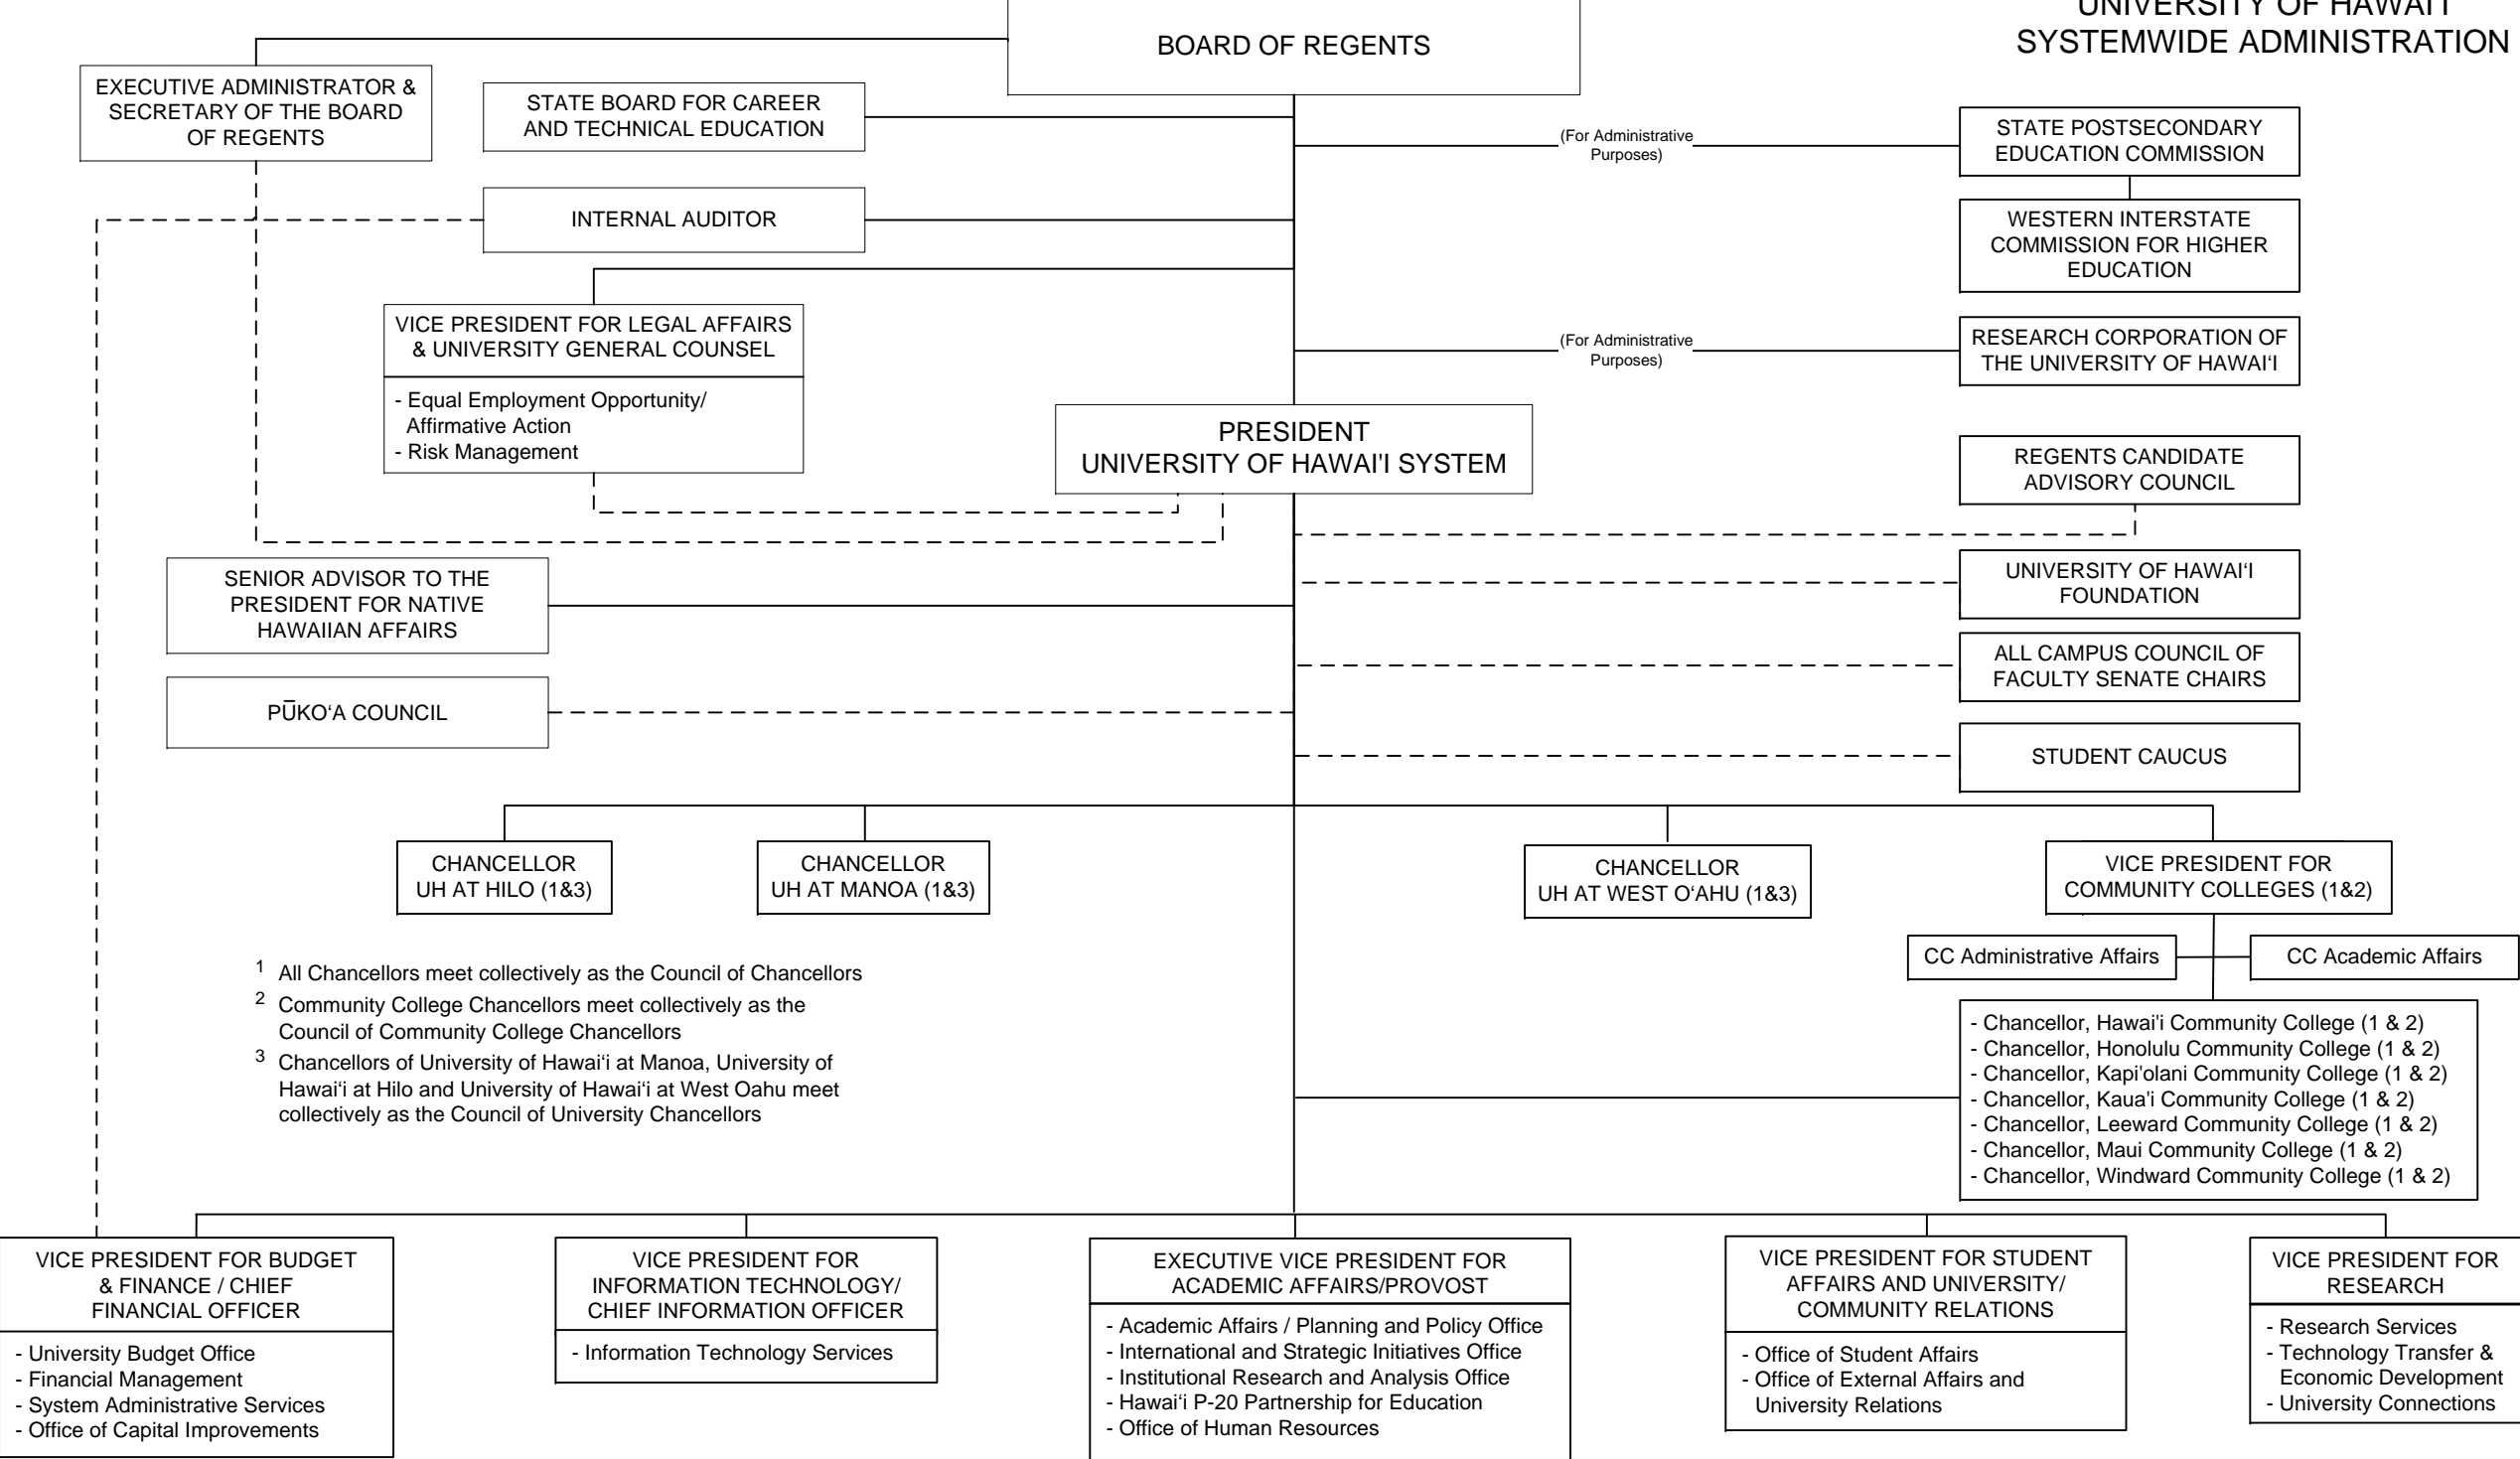 UNIVERSITY OF HAWAI'I
SYSTEMWIDE ADMINISTRATION
BOARD OF REGENTS
EXECUTIVE ADMINISTRATOR &
SECRETARY OF THE BOARD
OF REGENTS
STATE BOARD FOR CAREER
AND TECHNICAL EDUCATION
(For Administrative
Purposes)
STATE POSTSECONDARY
EDUCATION COMMISSION
INTERNAL AUDITOR
WESTERN INTERSTATE
COMMISSION FOR HIGHER
EDUCATION
VICE PRESIDENT FOR LEGAL AFFAIRS
& UNIVERSITY GENERAL COUNSEL
- Equal Employment Opportunity/
Affirmative Action
- Risk Management
(For Administrative
Purposes)
RESEARCH CORPORATION OF
THE UNIVERSITY OF HAWAI‘I
PRESIDENT
UNIVERSITY OF HAWAI'I SYSTEM
REGENTS CANDIDATE
ADVISORY COUNCIL
SENIOR ADVISOR TO THE
PRESIDENT FOR NATIVE
HAWAIIAN AFFAIRS
UNIVERSITY OF HAWAI‘I
FOUNDATION
ALL CAMPUS COUNCIL OF
FACULTY SENATE CHAIRS
PŪKO‘A COUNCIL
STUDENT CAUCUS
CHANCELLOR
UH AT HILO (1&3)
CHANCELLOR
UH AT MANOA (1&3)
CHANCELLOR
UH AT WEST O‘AHU (1&3)
VICE PRESIDENT FOR
COMMUNITY COLLEGES (1&2)
CC Administrative Affairs
CC Academic Affairs
1 All Chancellors meet collectively as the Council of Chancellors
2 Community College Chancellors meet collectively as the
Council of Community College Chancellors
3 Chancellors of University of Hawai‘i at Manoa, University of
Hawai‘i at Hilo and University of Hawai‘i at West Oahu meet
collectively as the Council of University Chancellors
- Chancellor, Hawai'i Community College (1 & 2)
- Chancellor, Honolulu Community College (1 & 2)
- Chancellor, Kapi'olani Community College (1 & 2)
- Chancellor, Kaua'i Community College (1 & 2)
- Chancellor, Leeward Community College (1 & 2)
- Chancellor, Maui Community College (1 & 2)
- Chancellor, Windward Community College (1 & 2)
VICE PRESIDENT FOR BUDGET
& FINANCE / CHIEF
FINANCIAL OFFICER
- University Budget Office
- Financial Management
- System Administrative Services
- Office of Capital Improvements
VICE PRESIDENT FOR
INFORMATION TECHNOLOGY/
CHIEF INFORMATION OFFICER
- Information Technology Services
EXECUTIVE VICE PRESIDENT FOR
ACADEMIC AFFAIRS/PROVOST
- Academic Affairs / Planning and Policy Office
- International and Strategic Initiatives Office
- Institutional Research and Analysis Office
- Hawai‘i P-20 Partnership for Education
- Office of Human Resources
VICE PRESIDENT FOR STUDENT
AFFAIRS AND UNIVERSITY/
COMMUNITY RELATIONS
- Office of Student Affairs
- Office of External Affairs and
University Relations
VICE PRESIDENT FOR
RESEARCH
- Research Services
- Technology Transfer &
Economic Development
- University Connections